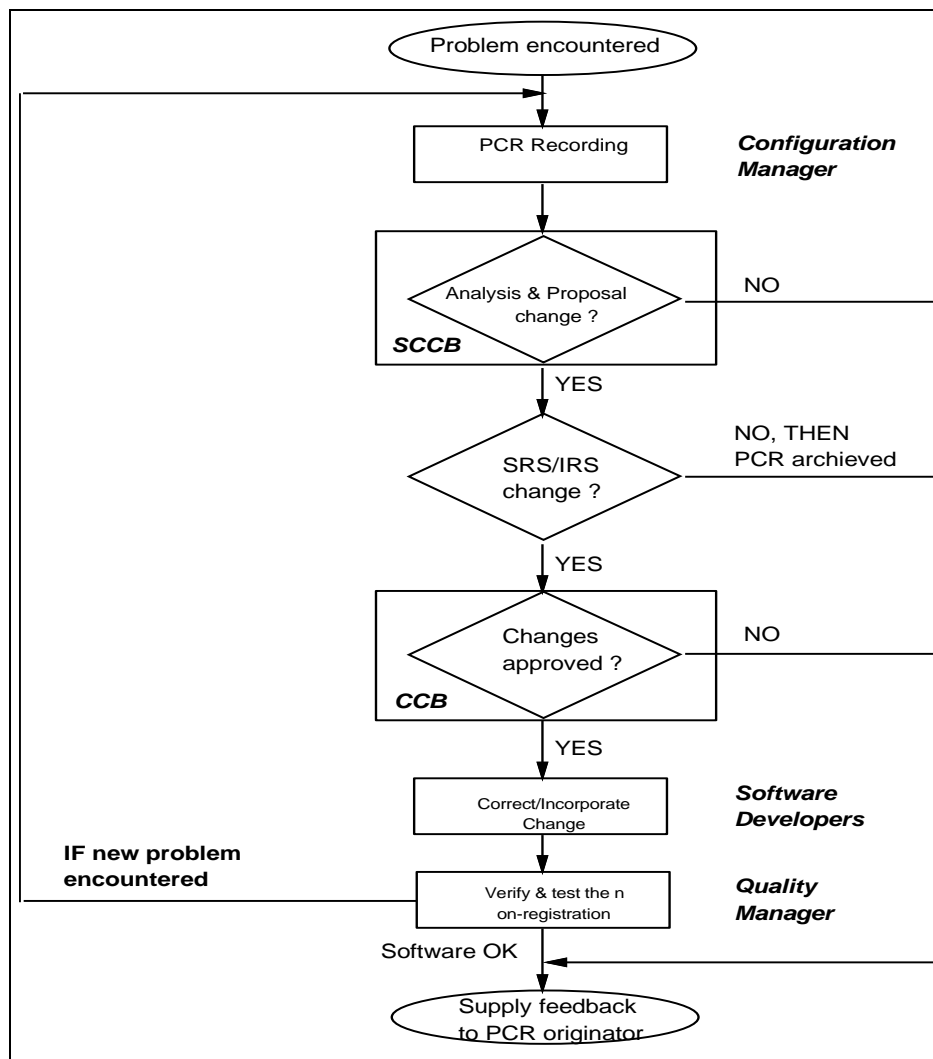 Problem encountered
PCR Recording
Configuration
Manager
Analysis & Proposal
change ?
NO
SCCB
YES
SRS/IRS
change ?
NO, THEN
PCR archieved
YES
Changes
approved ?
NO
CCB
YES
Correct/Incorporate
Change
Software
Developers
IF new problem
encountered
Verify & test the n
on-registration
Quality
Manager
Software OK
Supply feedback
to PCR originator